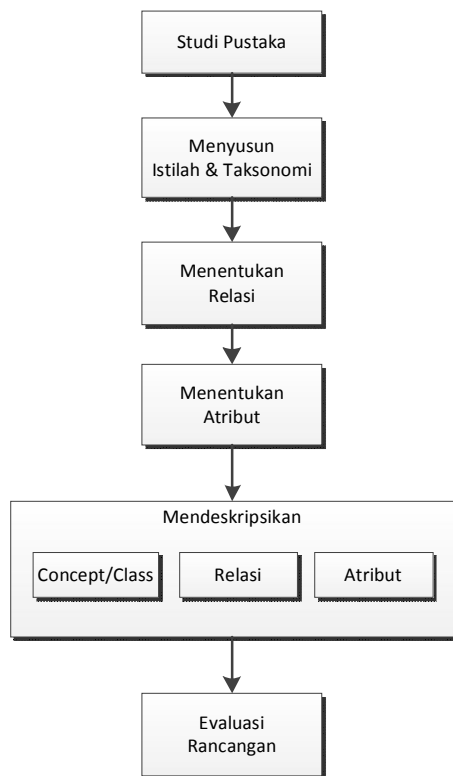 Studi Pustaka
Menyusun
Istilah & Taksonomi
Menentukan
Relasi
Menentukan
Atribut
Mendeskripsikan
Concept/Class
Relasi
Atribut
Evaluasi
Rancangan